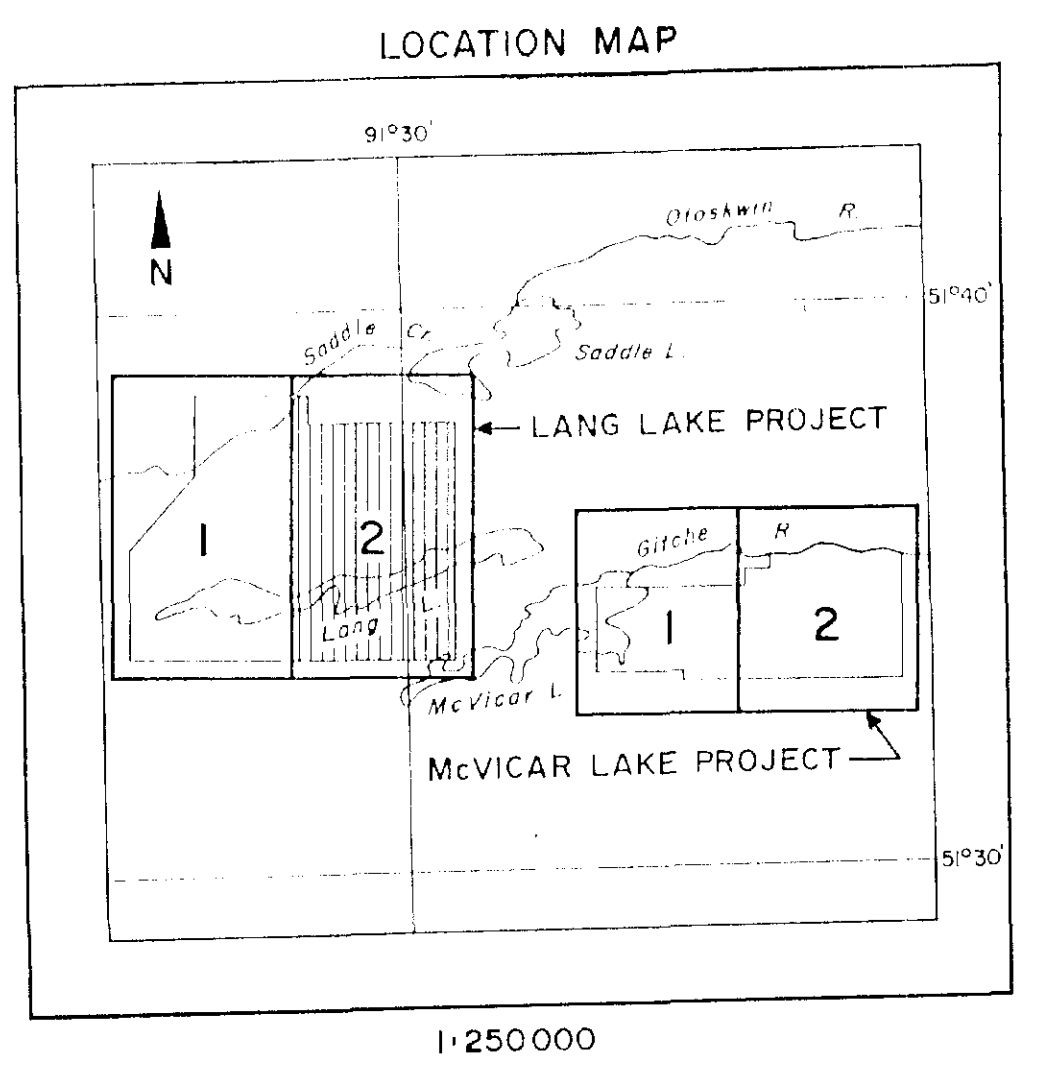 LOCATION MAP
91°30'
N
Otoskwin R.
51°40'
Saddle Cr.
Saddle L.
LANG LAKE PROJECT
1
2
Gitche R
1
2
Lang L.
McVicar L
McVICAR LAKE PROJECT
51°30'
1:250000